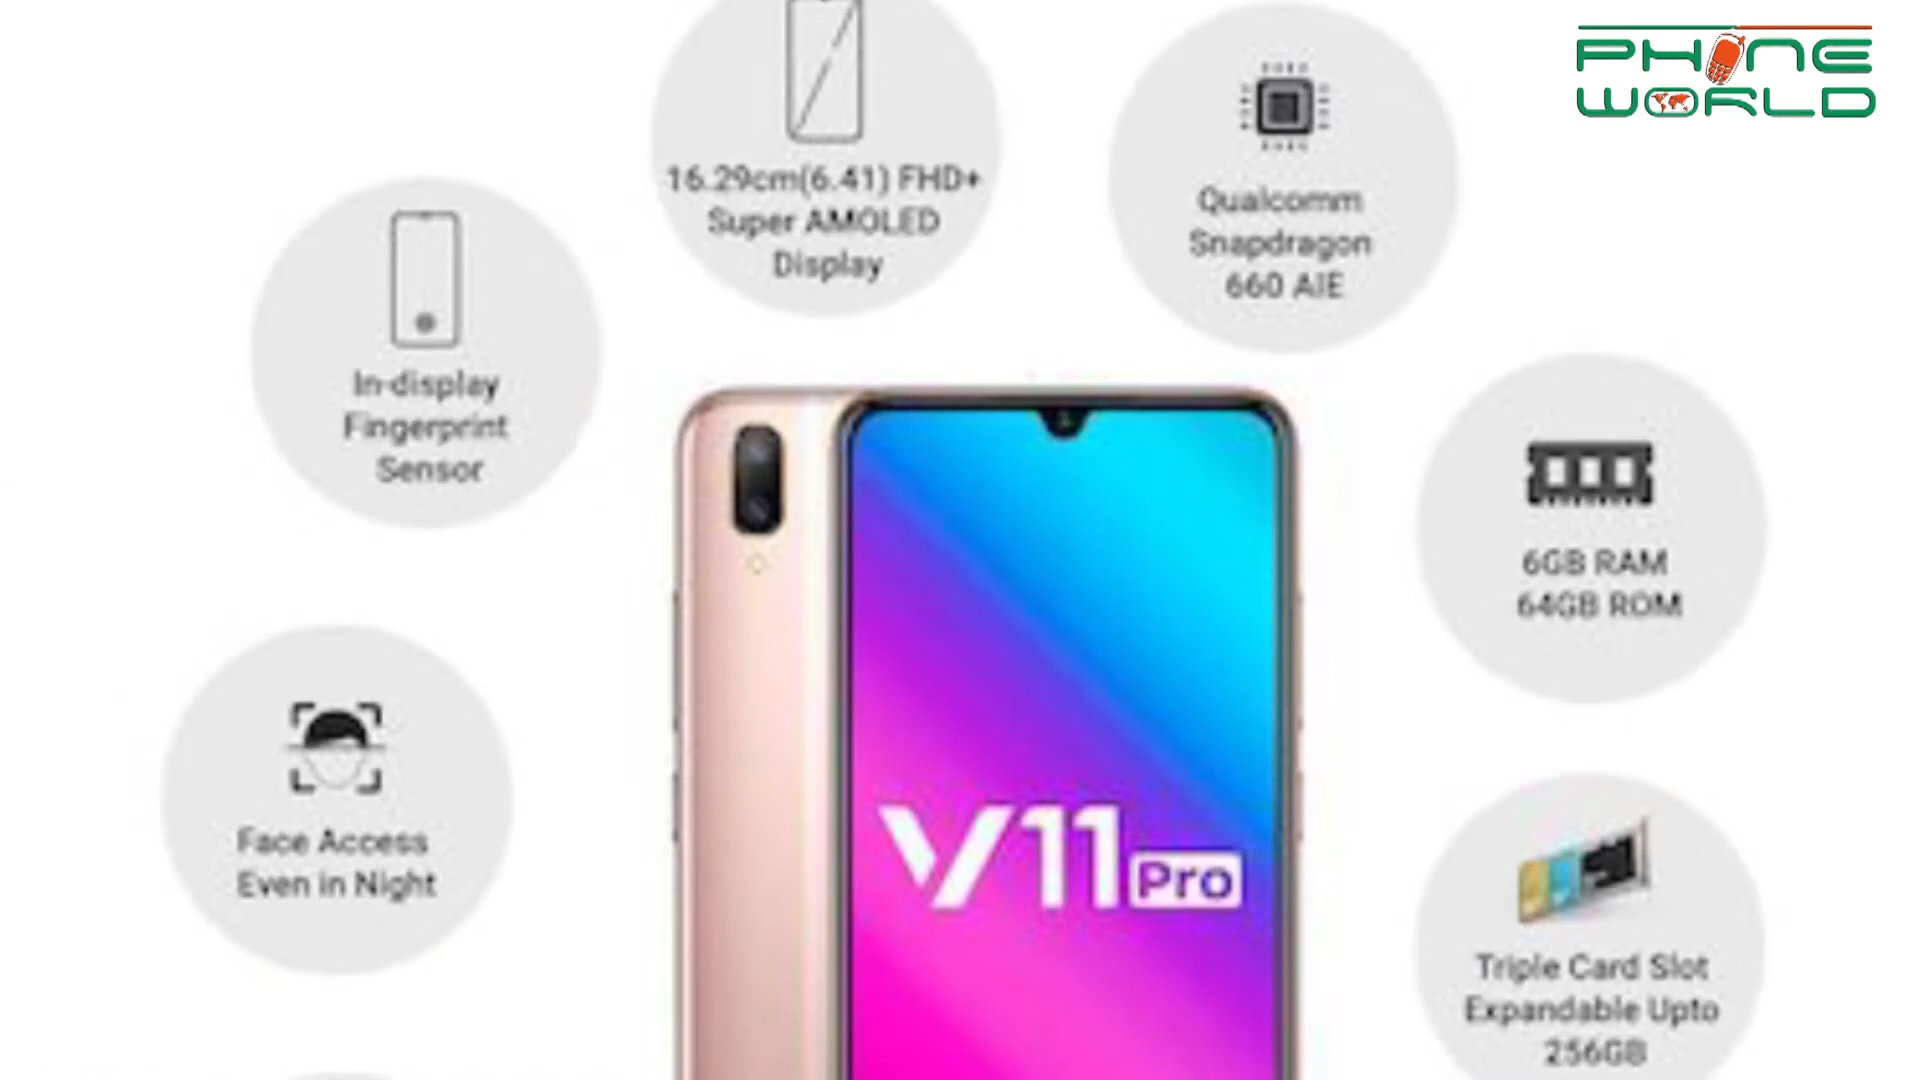 16.29cm(6.41) FHD+
Super AMOLED
Display
Qualcomm
Snapdragon
660 AIE
PHONE
WORLD
In-display
Fingerprint
Sensor
6GB RAM
64GB ROM
Face Access
Even in Night
V11 Pro
Triple Card Slot
Expandable Upto
256GB